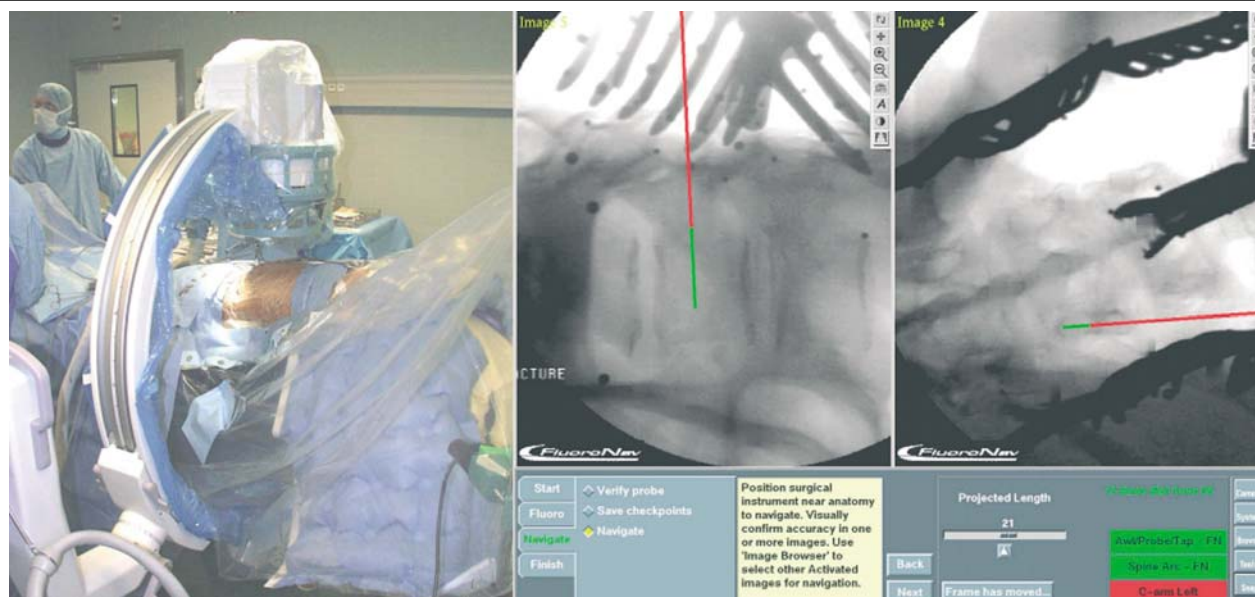 Image 5
Image 4
A
CTURE
FLUORONAV
FLUORONAV
Start
Fluoro
Navigate
Finish
Verify probe
Save checkpoints
Navigate
Position surgical
instrument near anatomy
to navigate. Visually
confirm accuracy in one
or more images. Use
'Image Browser' to
select other Activated
images for navigation.
Back
Next
Projected Length
21
Frame has moved...
Awl/Probe/Tap - FN
Spine Arc - FN
C-arm Left